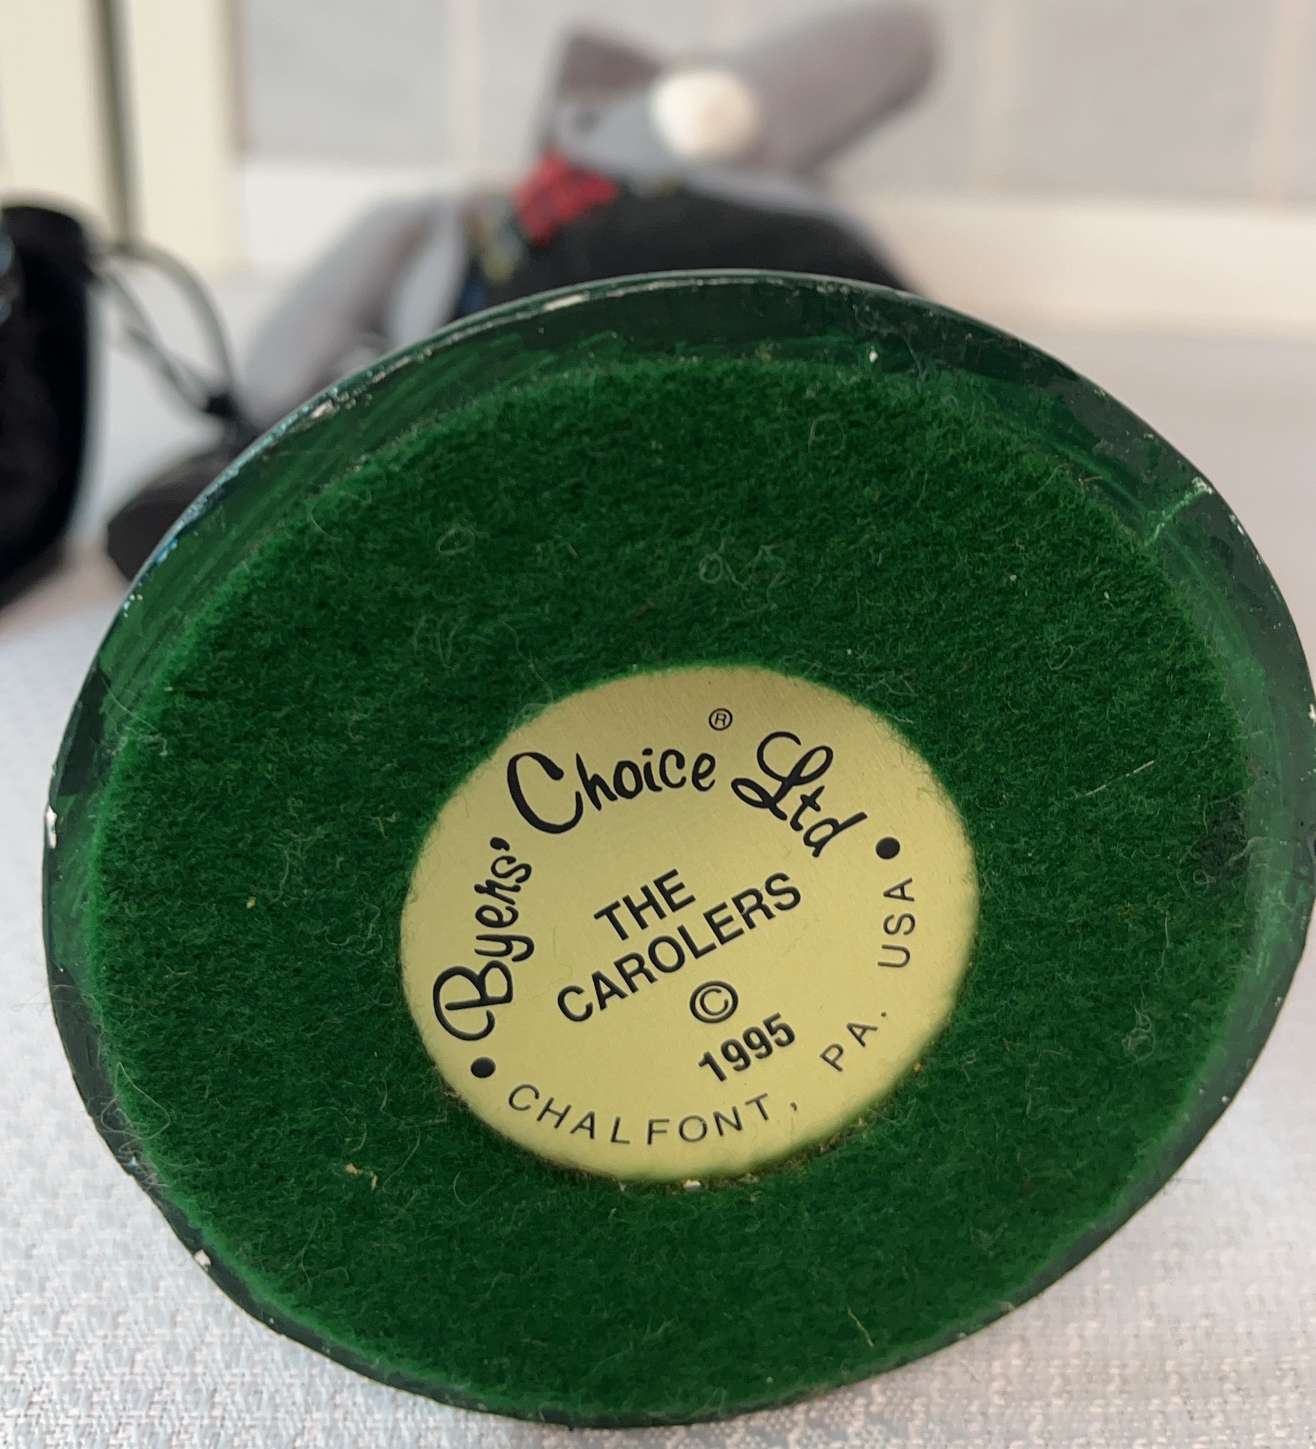 Byers' Choice® Ltd
THE
CAROLERS
©
1995
CHALFONT, PA. USA